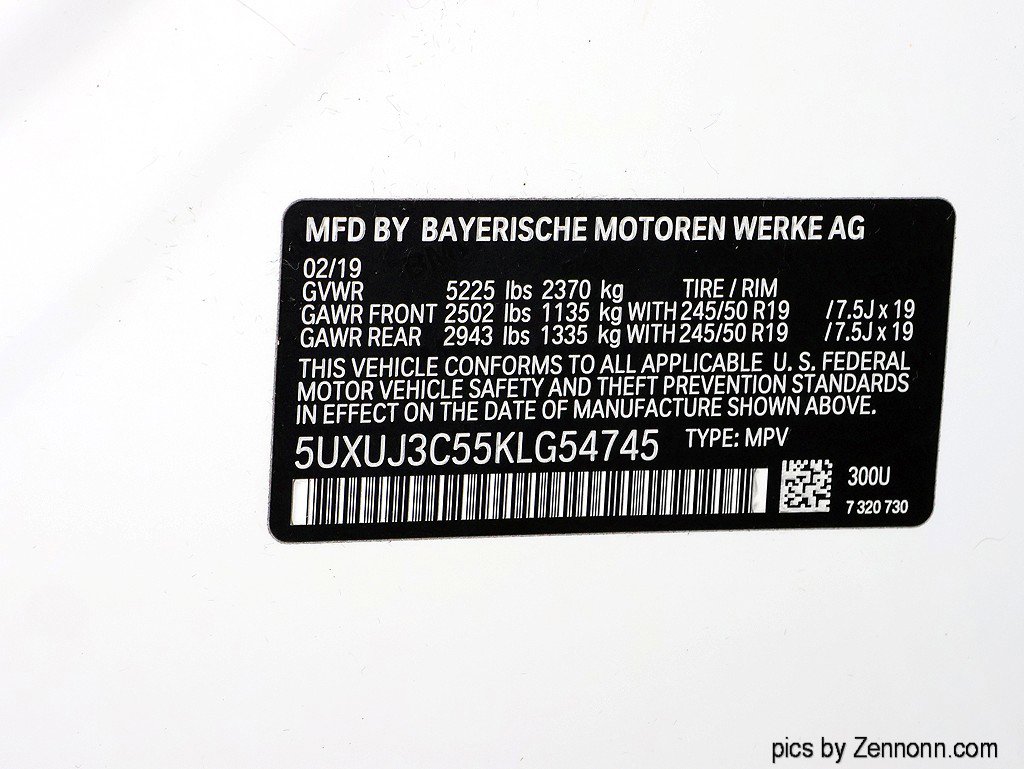 MFD BY BAYERISCHE MOTOREN WERKE AG
02/19
GVWR 5225 lbs 2370 kg TIRE / RIM
GAWR FRONT 2502 lbs 1135 kg WITH 245/50 R19 / 7.5J x 19
GAWR REAR 2943 lbs 1335 kg WITH 245/50 R19 / 7.5J x 19
THIS VEHICLE CONFORMS TO ALL APPLICABLE U. S. FEDERAL
MOTOR VEHICLE SAFETY AND THEFT PREVENTION STANDARDS
IN EFFECT ON THE DATE OF MANUFACTURE SHOWN ABOVE.
5UXUJ3C55KLG54745 TYPE: MPV
300U
7 320 730
pics by Zennonn.com